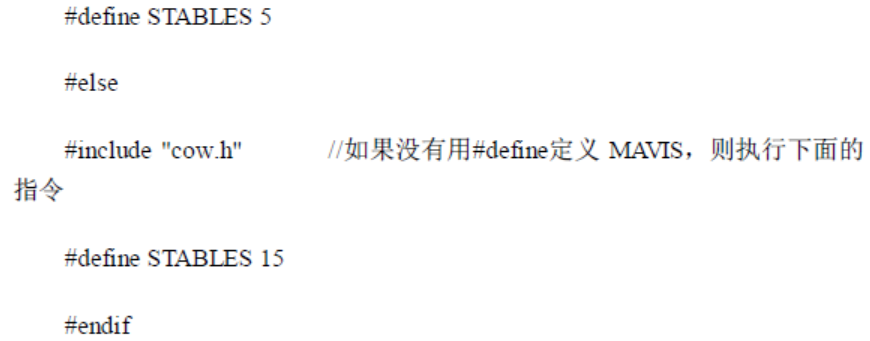 #define STABLES 5
#else
#include "cow.h" //如果没有用#define定义 MAVIS，则执行下面的
指令
#define STABLES 15
#endif